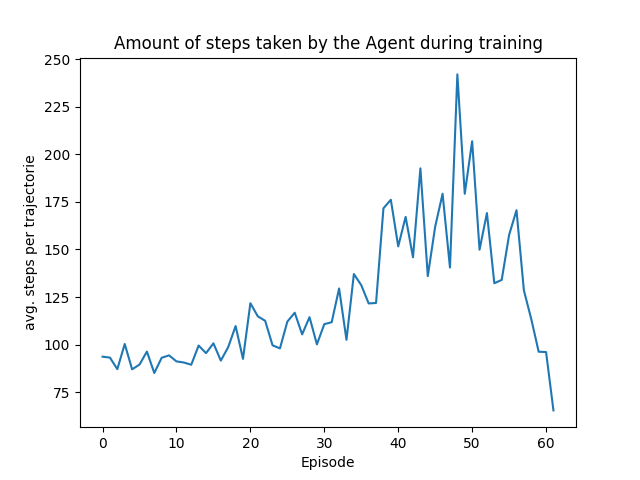 Amount of steps taken by the Agent during training
250
225
200
175
150
125
100
75
avg. steps per trajectorie
0 10 20 30 40 50 60
Episode